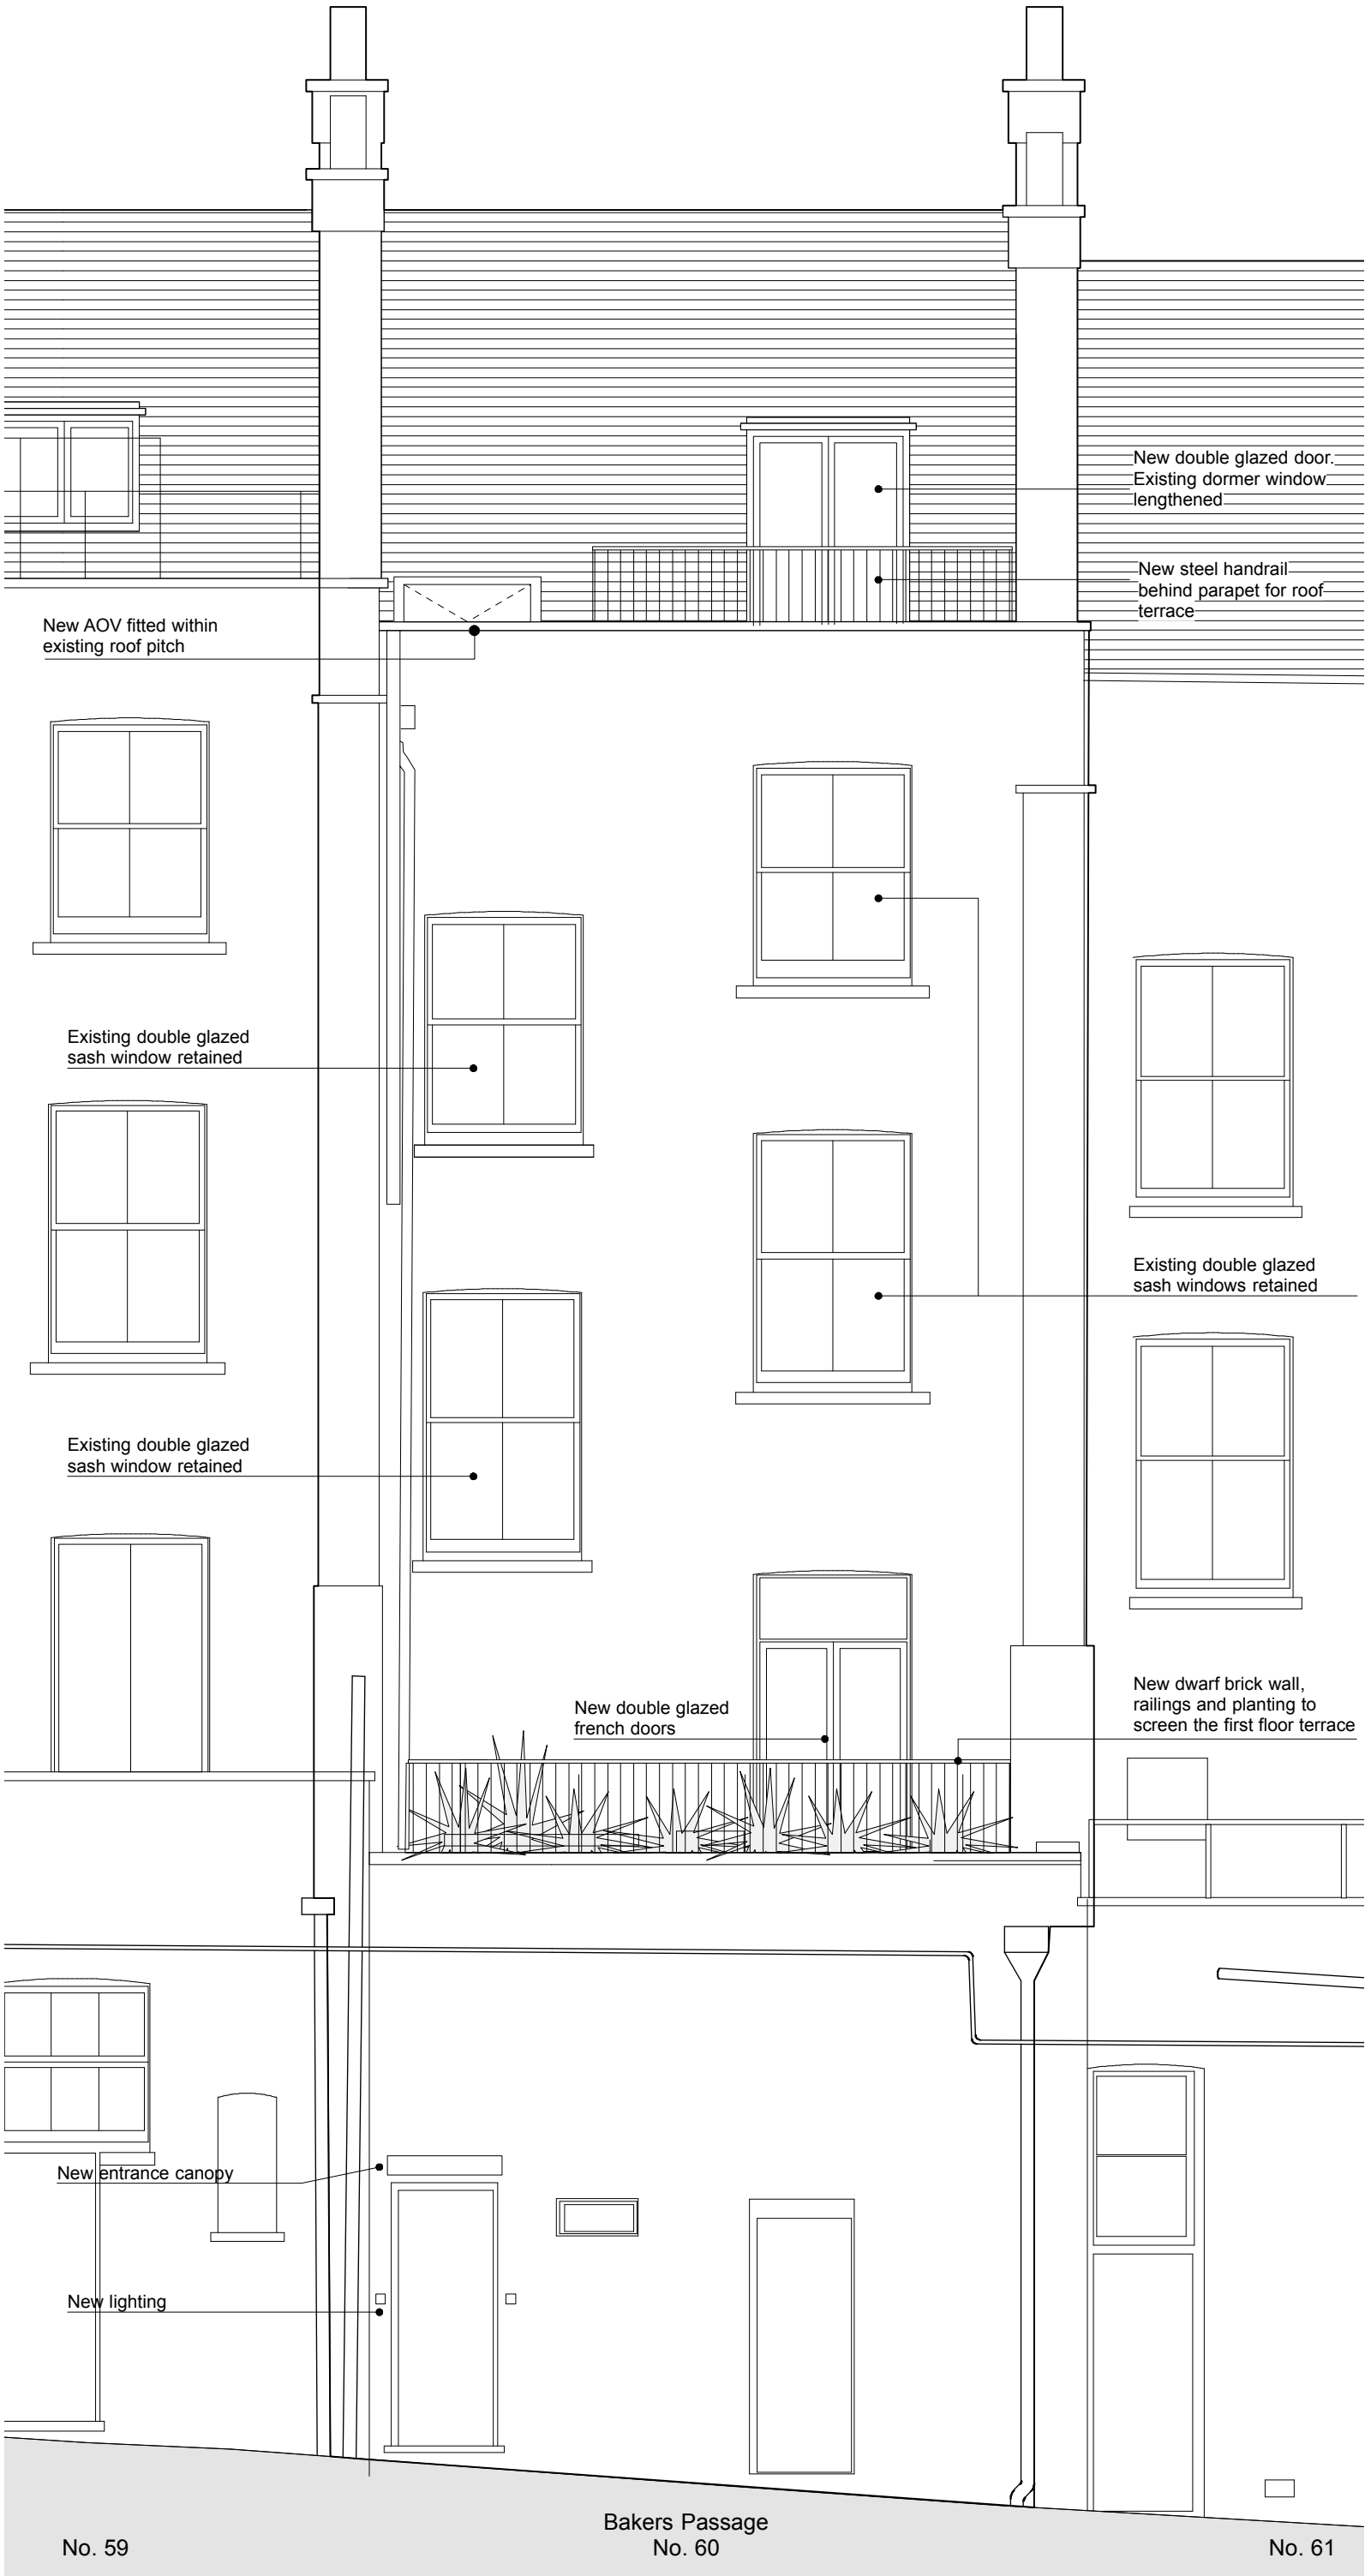 New double glazed door.
Existing dormer window
lengthened
New steel handrail
behind parapet for roof
terrace
New AOV fitted within
existing roof pitch
Existing double glazed
sash window retained
Existing double glazed
sash windows retained
Existing double glazed
sash window retained
New double glazed
french doors
New dwarf brick wall,
railings and planting to
screen the first floor terrace
New entrance canopy
New lighting
Bakers Passage
No. 59
No. 60
No. 61